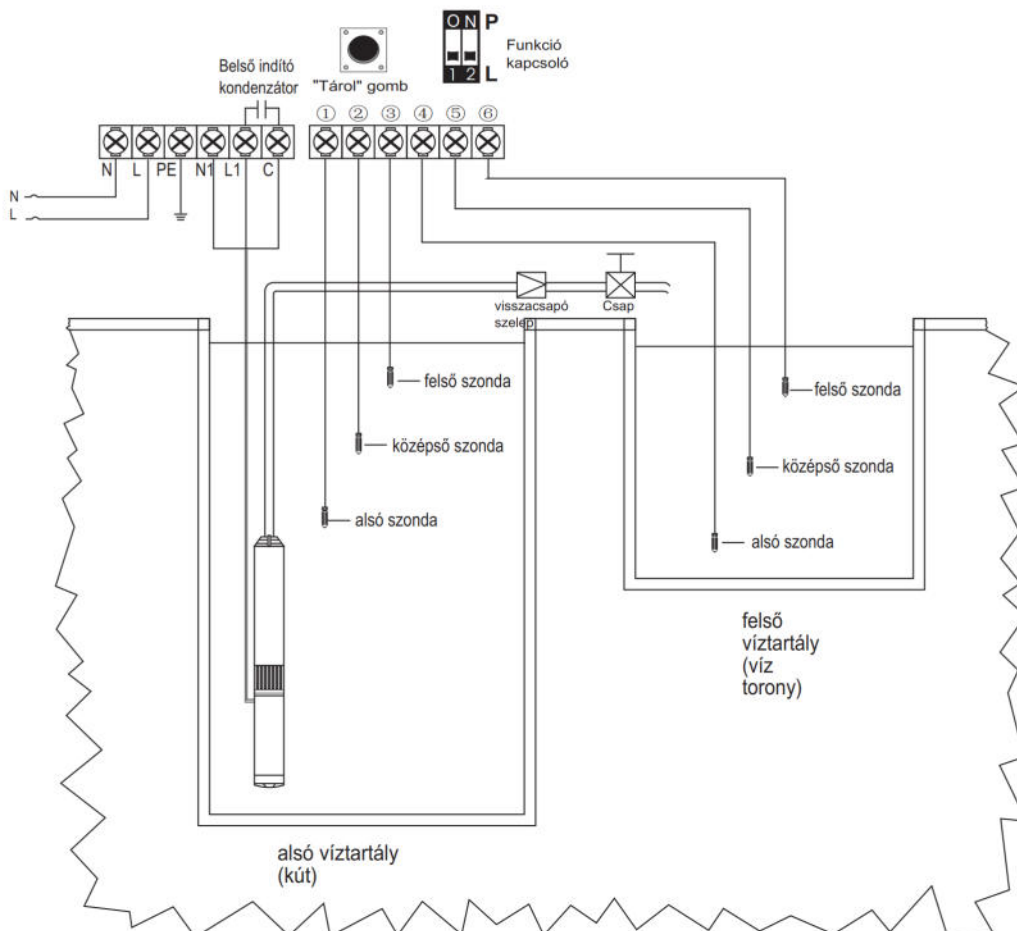 ON P
Funkció
kapcsoló
1 2 L
Belső indító
kondenzátor
"Tárol" gomb
① ② ③ ④ ⑤ ⑥
N L PE N1 L1 C
N
L
visszacsapó
szelep
Csap
felső szonda
középső szonda
alsó szonda
felső szonda
középső szonda
alsó szonda
felső
víztartály
(víz
torony)
alsó víztartály
(kút)